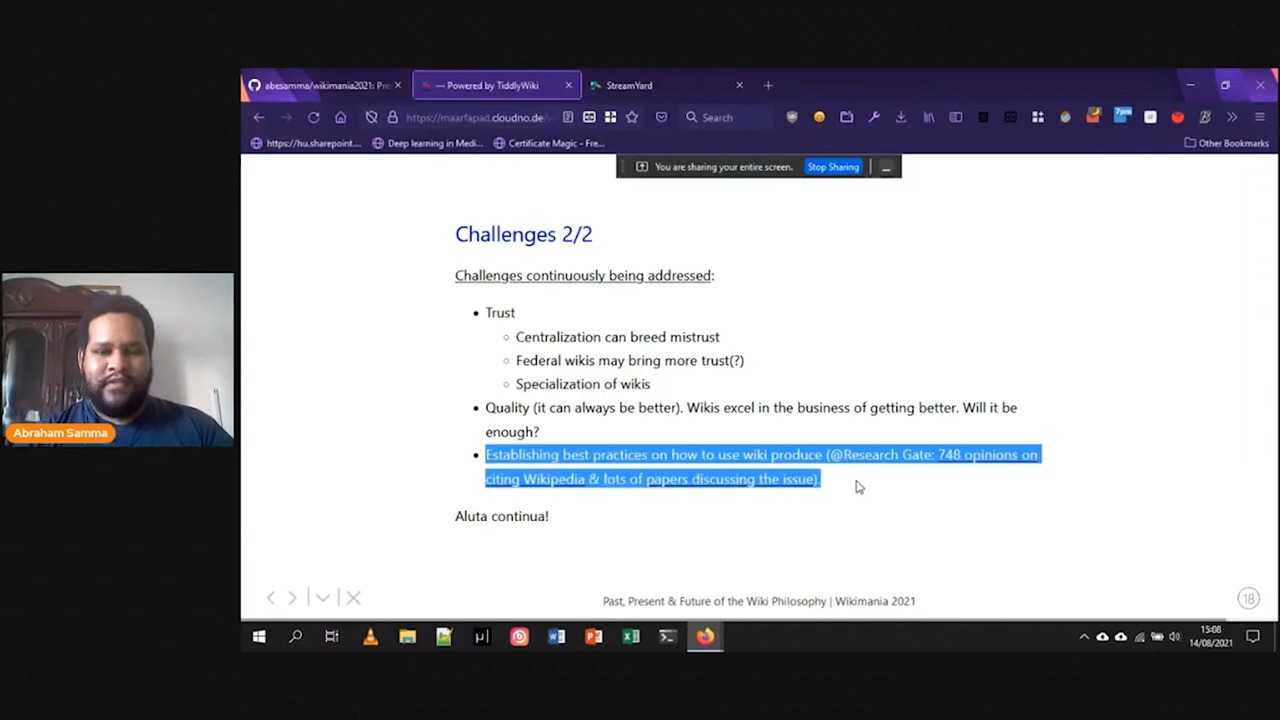 abesamma/wikimania2021: Pre
— Powered by TiddlyWiki
StreamYard
https://maarfapad.cloudno.de/
Search
7pm
https://hu.sharepoint....
Deep learning in Medi...
Certificate Magic - Fre...
Other Bookmarks
You are sharing your entire screen.
Stop Sharing
Challenges 2/2
Challenges continuously being addressed:
Trust
Centralization can breed mistrust
Federal wikis may bring more trust(?)
Specialization of wikis
Quality (it can always be better). Wikis excel in the business of getting better. Will it be
enough?
Establishing best practices on how to use wiki produce (@Research Gate: 748 opinions on
citing Wikipedia & lots of papers discussing the issue).
Aluta continua!
Abraham Samma
Past, Present & Future of the Wiki Philosophy | Wikimania 2021
18
15:08
14/08/2021